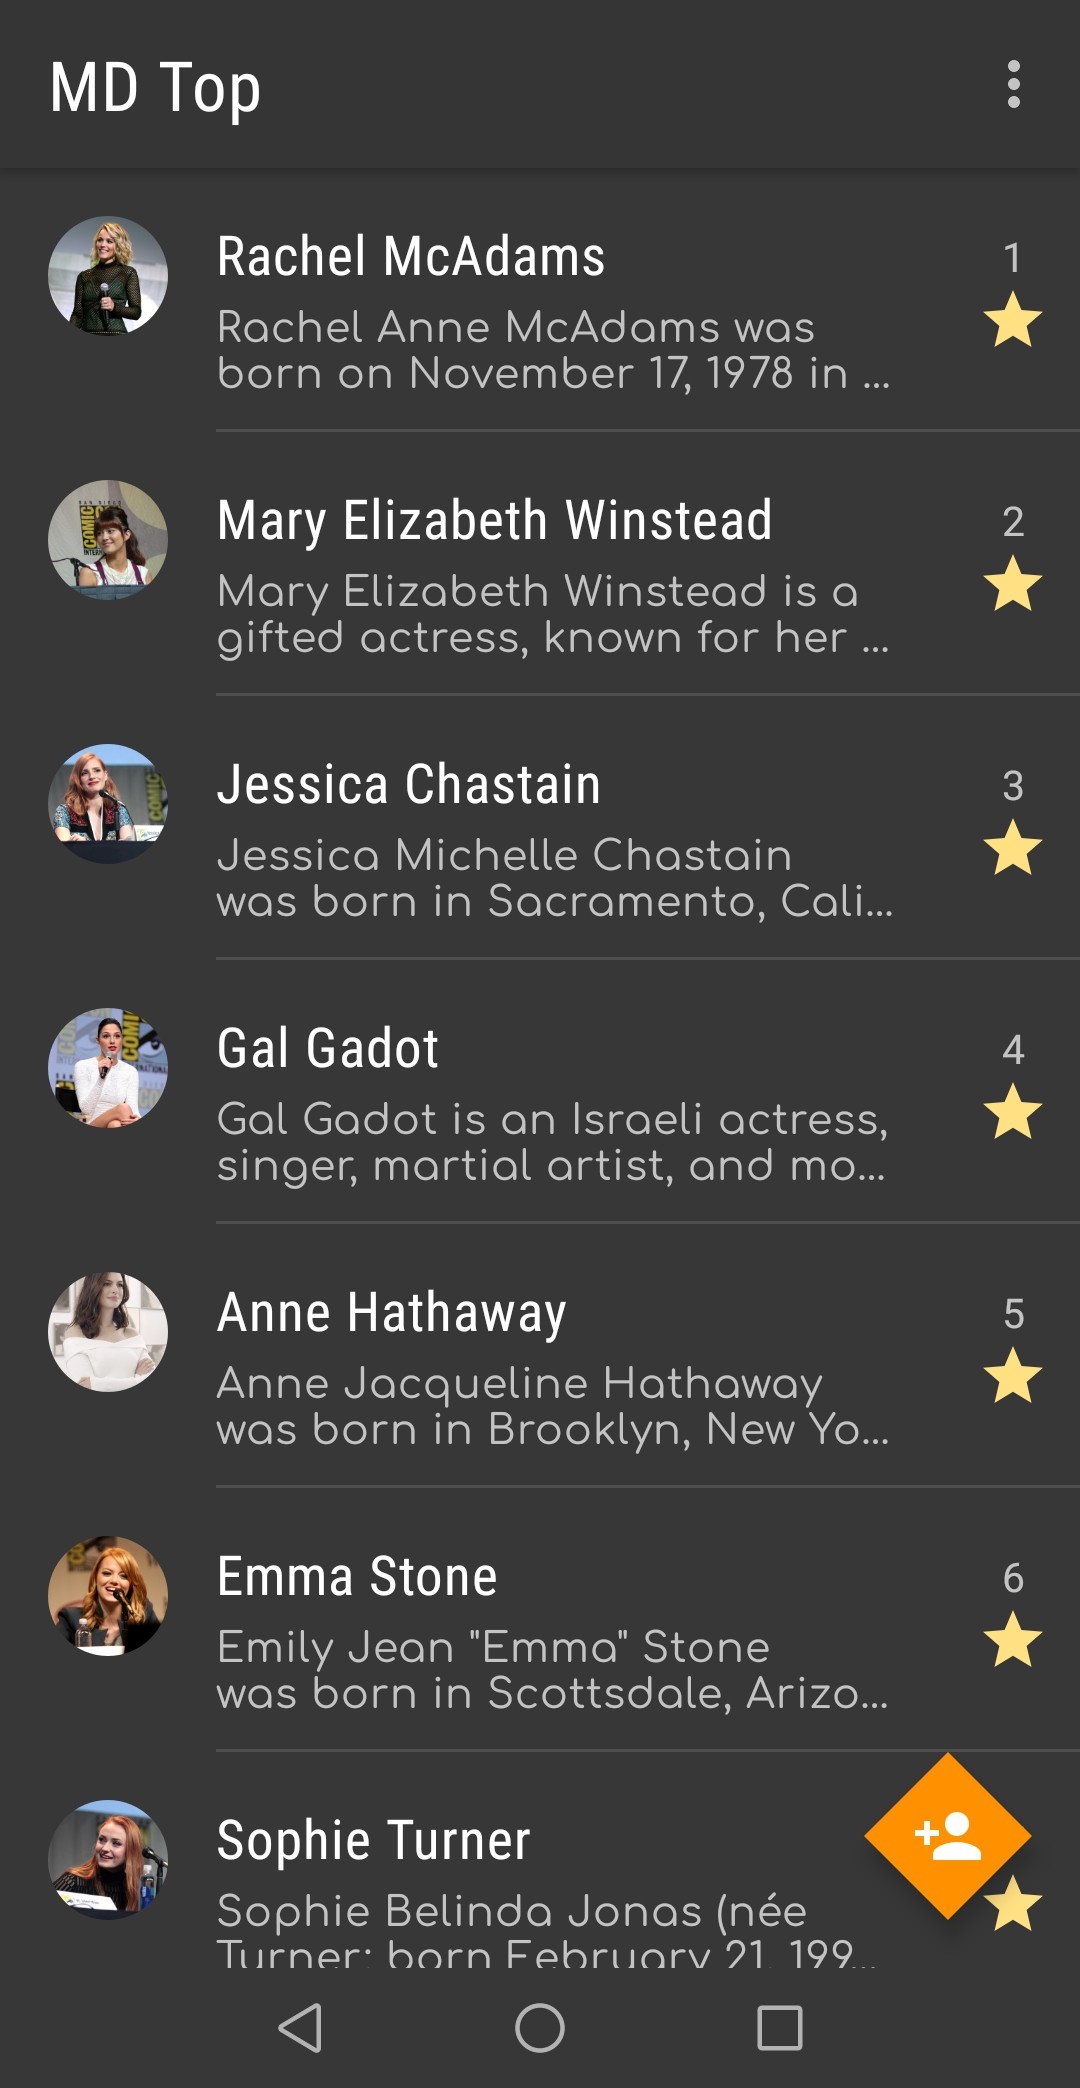 MD Top
Rachel McAdams
1
Rachel Anne McAdams was
born on November 17, 1978 in ...
Mary Elizabeth Winstead
2
Mary Elizabeth Winstead is a
gifted actress, known for her ...
Jessica Chastain
3
Jessica Michelle Chastain
was born in Sacramento, Cali...
Gal Gadot
4
Gal Gadot is an Israeli actress,
singer, martial artist, and mo...
Anne Hathaway
5
Anne Jacqueline Hathaway
was born in Brooklyn, New Yo...
Emma Stone
6
Emily Jean "Emma" Stone
was born in Scottsdale, Arizo...
Sophie Turner
Sophie Belinda Jonas (née
Turner; born February 21, 199...